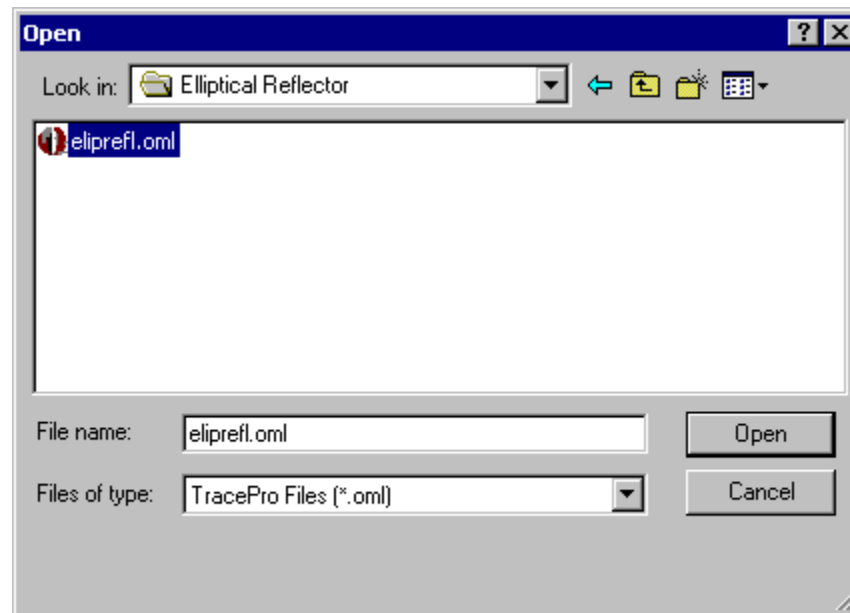 Open
Look in: Elliptical Reflector
eliprefl.oml
File name: eliprefl.oml Open
Files of type: TracePro Files (*.oml) Cancel